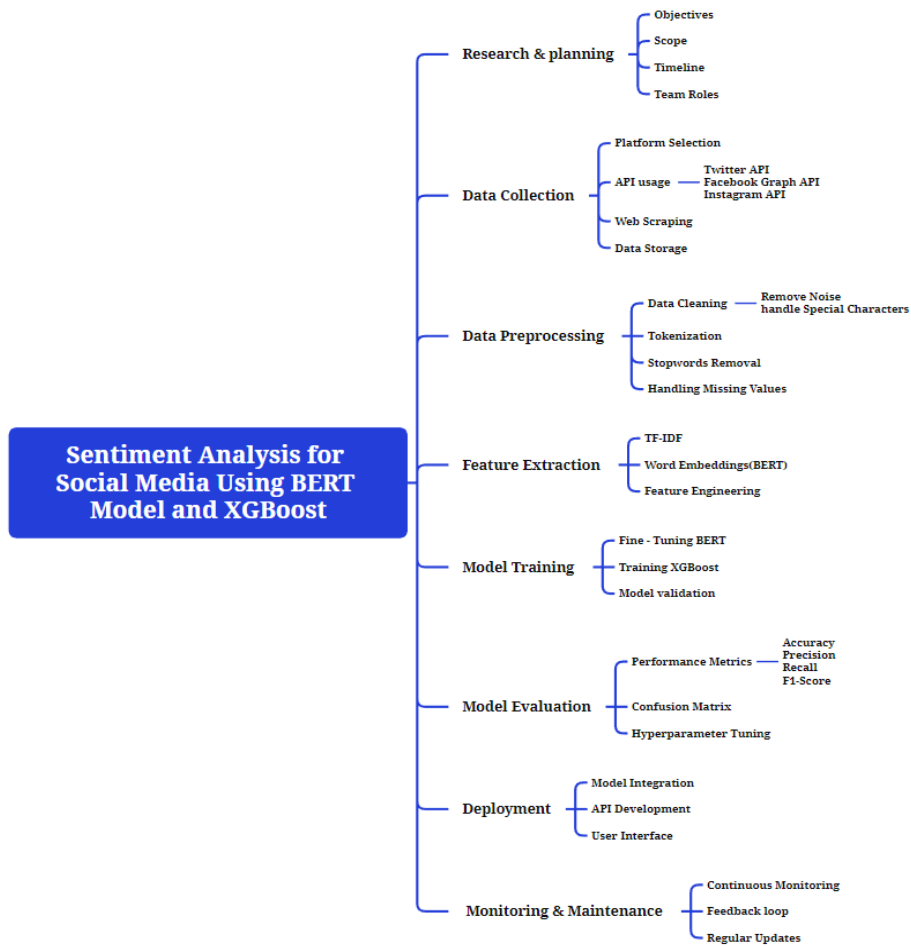 Sentiment Analysis for
Social Media Using BERT
Model and XGBoost
Research & planning
Objectives
Scope
Timeline
Team Roles
Data Collection
Platform Selection
API usage
Twitter API
Facebook Graph API
Instagram API
Web Scraping
Data Storage
Data Preprocessing
Data Cleaning
Remove Noise
handle Special Characters
Tokenization
Stopwords Removal
Handling Missing Values
Feature Extraction
TF-IDF
Word Embeddings(BERT)
Feature Engineering
Model Training
Fine - Tuning BERT
Training XGBoost
Model validation
Model Evaluation
Performance Metrics
Accuracy
Precision
Recall
F1-Score
Confusion Matrix
Hyperparameter Tuning
Deployment
Model Integration
API Development
User Interface
Monitoring & Maintenance
Continuous Monitoring
Feedback loop
Regular Updates